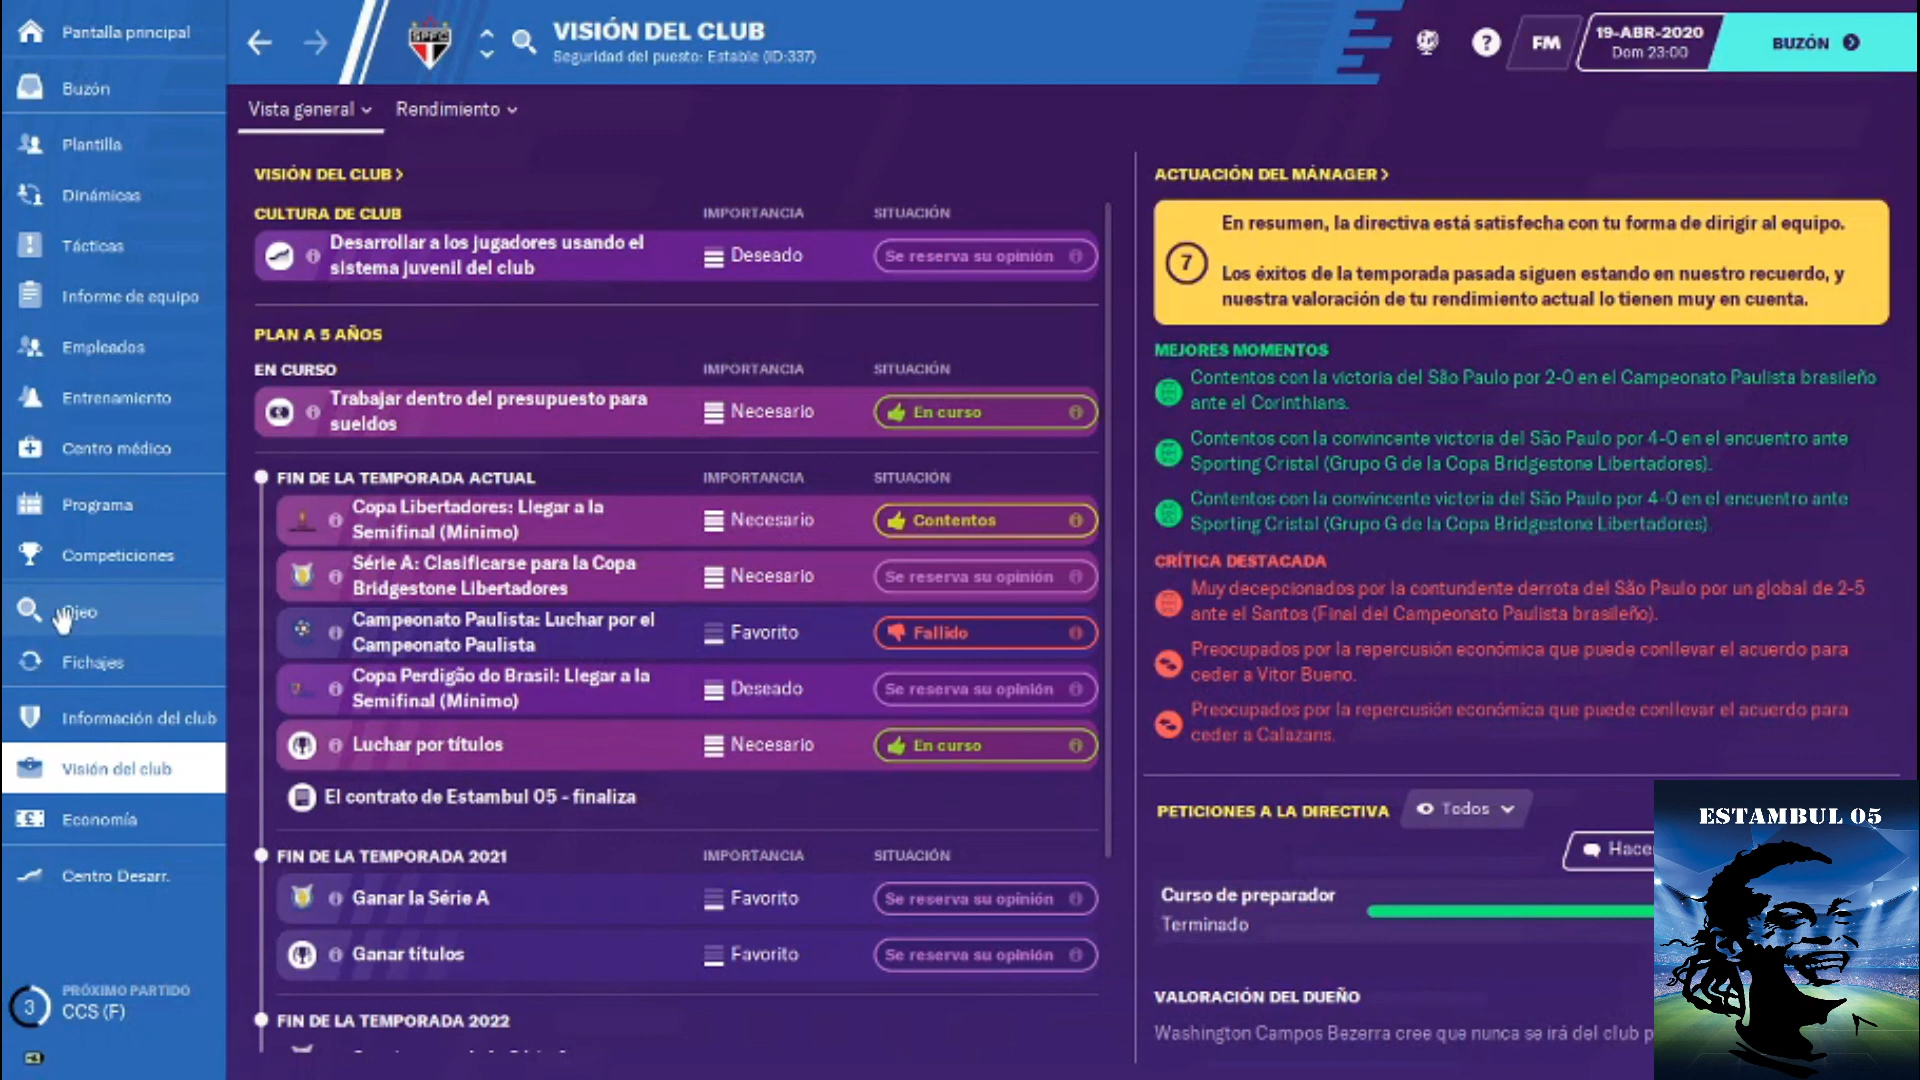 Pantalla principal
Buzón
Plantilla
Dinámicas
Tácticas
Informe de equipo
Empleados
Entrenamiento
Centro médico
Programa
Competiciones
Fichajes
Información del club
Visión del club
Economía
Centro Desarr.
3
PRÓXIMO PARTIDO
CCS (F)
SPFC
VISIÓN DEL CLUB
Seguridad del puesto: Estable (ID:337)
?
FM
19-ABR-2020
Dom 23:00
BUZÓN
Vista general
Rendimiento
VISIÓN DEL CLUB >
CULTURA DE CLUB IMPORTANCIA SITUACIÓN
Desarrollar a los jugadores usando el
sistema juvenil del club
Deseado
Se reserva su opinión
PLAN A 5 AÑOS
EN CURSO IMPORTANCIA SITUACIÓN
Trabajar dentro del presupuesto para
sueldos
Necesario
En curso
FIN DE LA TEMPORADA ACTUAL IMPORTANCIA SITUACIÓN
Copa Libertadores: Llegar a la
Semifinal (Mínimo)
Necesario
Contentos
Série A: Clasificarse para la Copa
Bridgestone Libertadores
Necesario
Se reserva su opinión
Campeonato Paulista: Luchar por el
Campeonato Paulista
Favorito
Fallido
Copa Perdigão do Brasil: Llegar a la
Semifinal (Mínimo)
Deseado
Se reserva su opinión
Luchar por títulos
Necesario
En curso
El contrato de Estambul 05 - finaliza
FIN DE LA TEMPORADA 2021 IMPORTANCIA SITUACIÓN
Ganar la Série A
Favorito
Se reserva su opinión
Ganar títulos
Favorito
Se reserva su opinión
FIN DE LA TEMPORADA 2022
ACTUACIÓN DEL MÁNAGER >
7
En resumen, la directiva está satisfecha con tu forma de dirigir al equipo.
Los éxitos de la temporada pasada siguen estando en nuestro recuerdo, y
nuestra valoración de tu rendimiento actual lo tienen muy en cuenta.
MEJORES MOMENTOS
Contentos con la victoria del São Paulo por 2-0 en el Campeonato Paulista brasileño
ante el Corinthians.
Contentos con la convincente victoria del São Paulo por 4-0 en el encuentro ante
Sporting Cristal (Grupo G de la Copa Bridgestone Libertadores).
Contentos con la convincente victoria del São Paulo por 4-0 en el encuentro ante
Sporting Cristal (Grupo G de la Copa Bridgestone Libertadores).
CRÍTICA DESTACADA
Muy decepcionados por la contundente derrota del São Paulo por un global de 2-5
ante el Santos (Final del Campeonato Paulista brasileño).
Preocupados por la repercusión económica que puede conllevar el acuerdo para
ceder a Vitor Bueno.
Preocupados por la repercusión económica que puede conllevar el acuerdo para
ceder a Calazans.
PETICIONES A LA DIRECTIVA
Todos
Hace
Curso de preparador
Terminado
VALORACIÓN DEL DUEÑO
Washington Campos Bezerra cree que nunca se irá del club p
ESTAMBUL 05